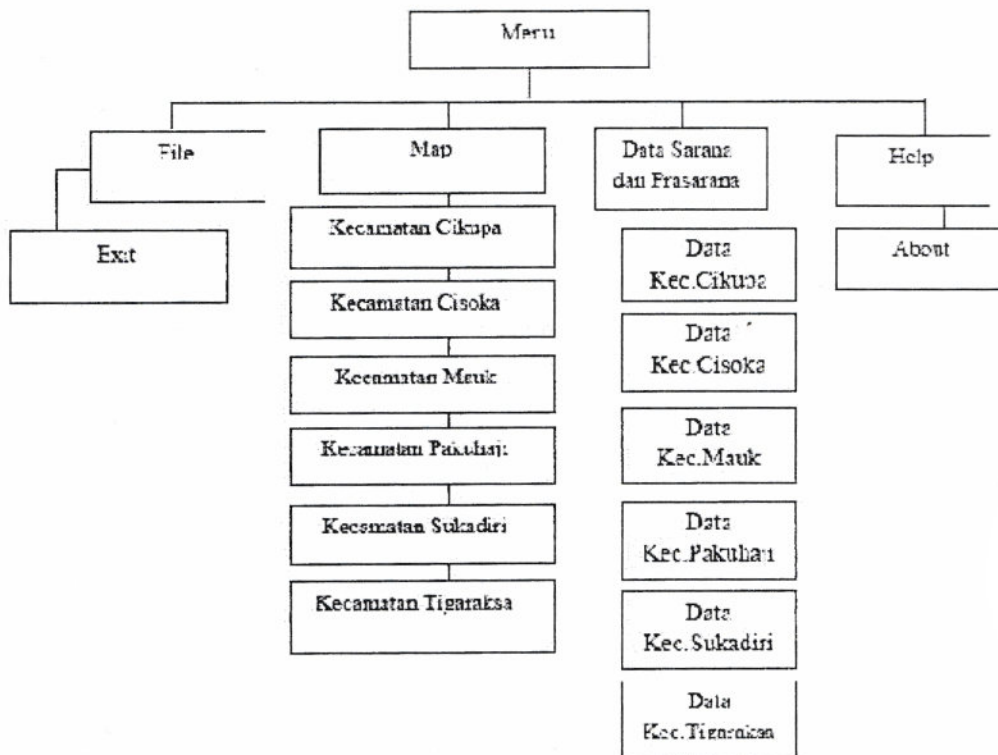 Menu
File
Map
Data Sarana
dan Prasarana
Help
Exit
Kecamatan Cikupa
Kecamatan Cisoka
Kecamatan Mauk
Kecamatan Pakuhaji
Kecamatan Sukadiri
Kecamatan Tigaraksa
Data
Kec.Cikupa
Data
Kec.Cisoka
Data
Kec.Mauk
Data
Kec.Pakuhaji
Data
Kec.Sukadiri
Data
Kec.Tigaraksa
About